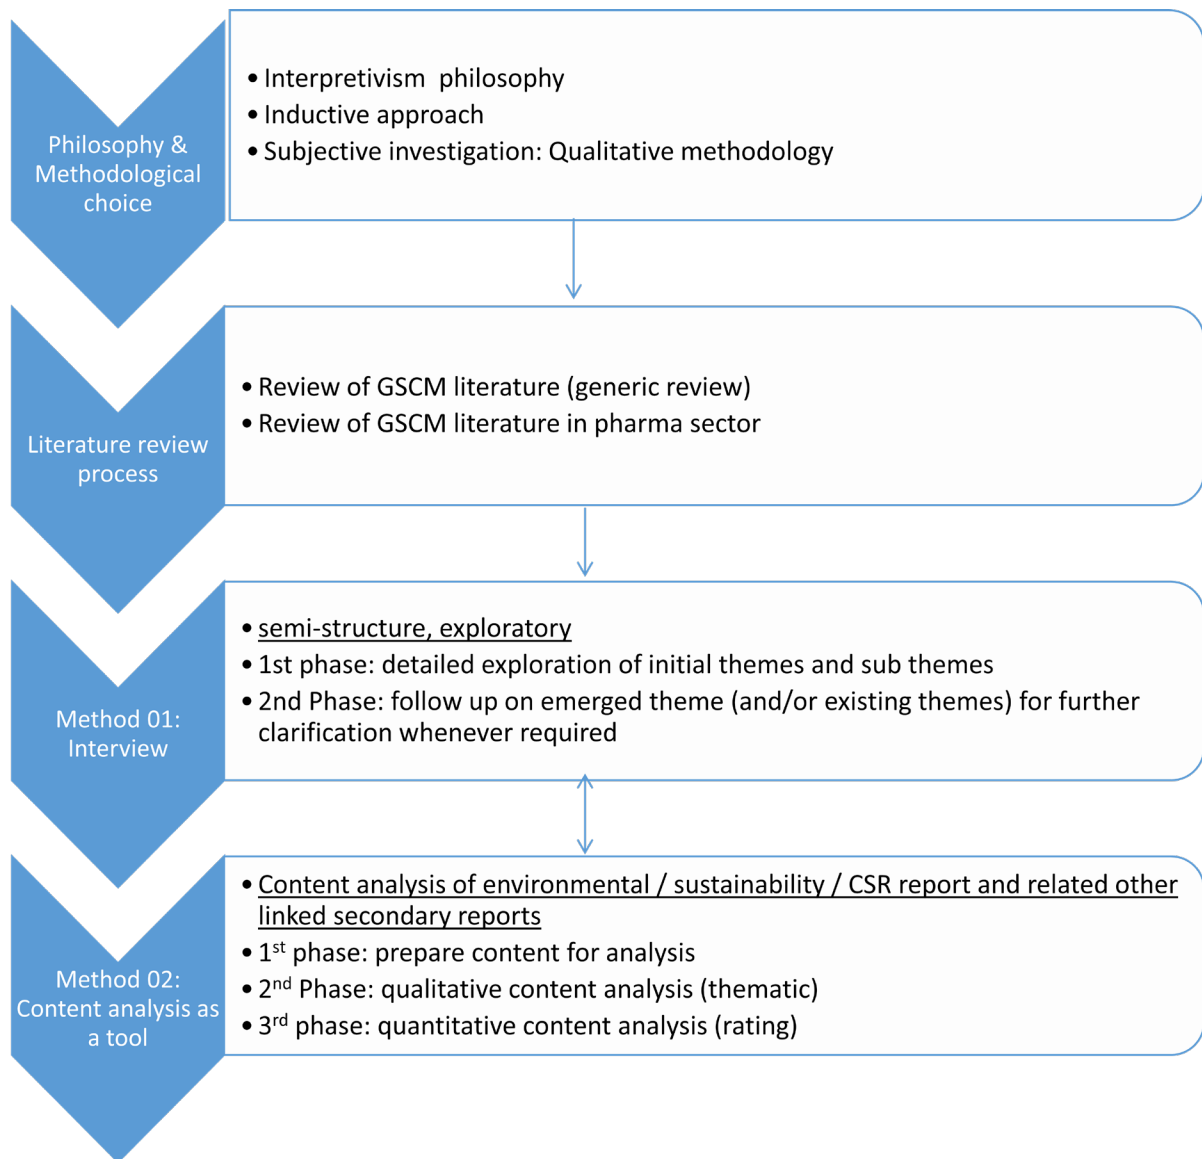 Philosophy &
Methodological
choice
• Interpretivism  philosophy
• Inductive approach
• Subjective investigation: Qualitative methodology
Literature review
process
• Review of GSCM literature (generic review)
• Review of GSCM literature in pharma sector
Method 01:
Interview
• semi-structure, exploratory
• 1st phase: detailed exploration of initial themes and sub themes
• 2nd Phase: follow up on emerged theme (and/or existing themes) for further
clarification whenever required
Method 02:
Content analysis as
a tool
• Content analysis of environmental / sustainability / CSR report and related other
linked secondary reports
• 1st phase: prepare content for analysis
• 2nd Phase: qualitative content analysis (thematic)
• 3rd phase: quantitative content analysis (rating)